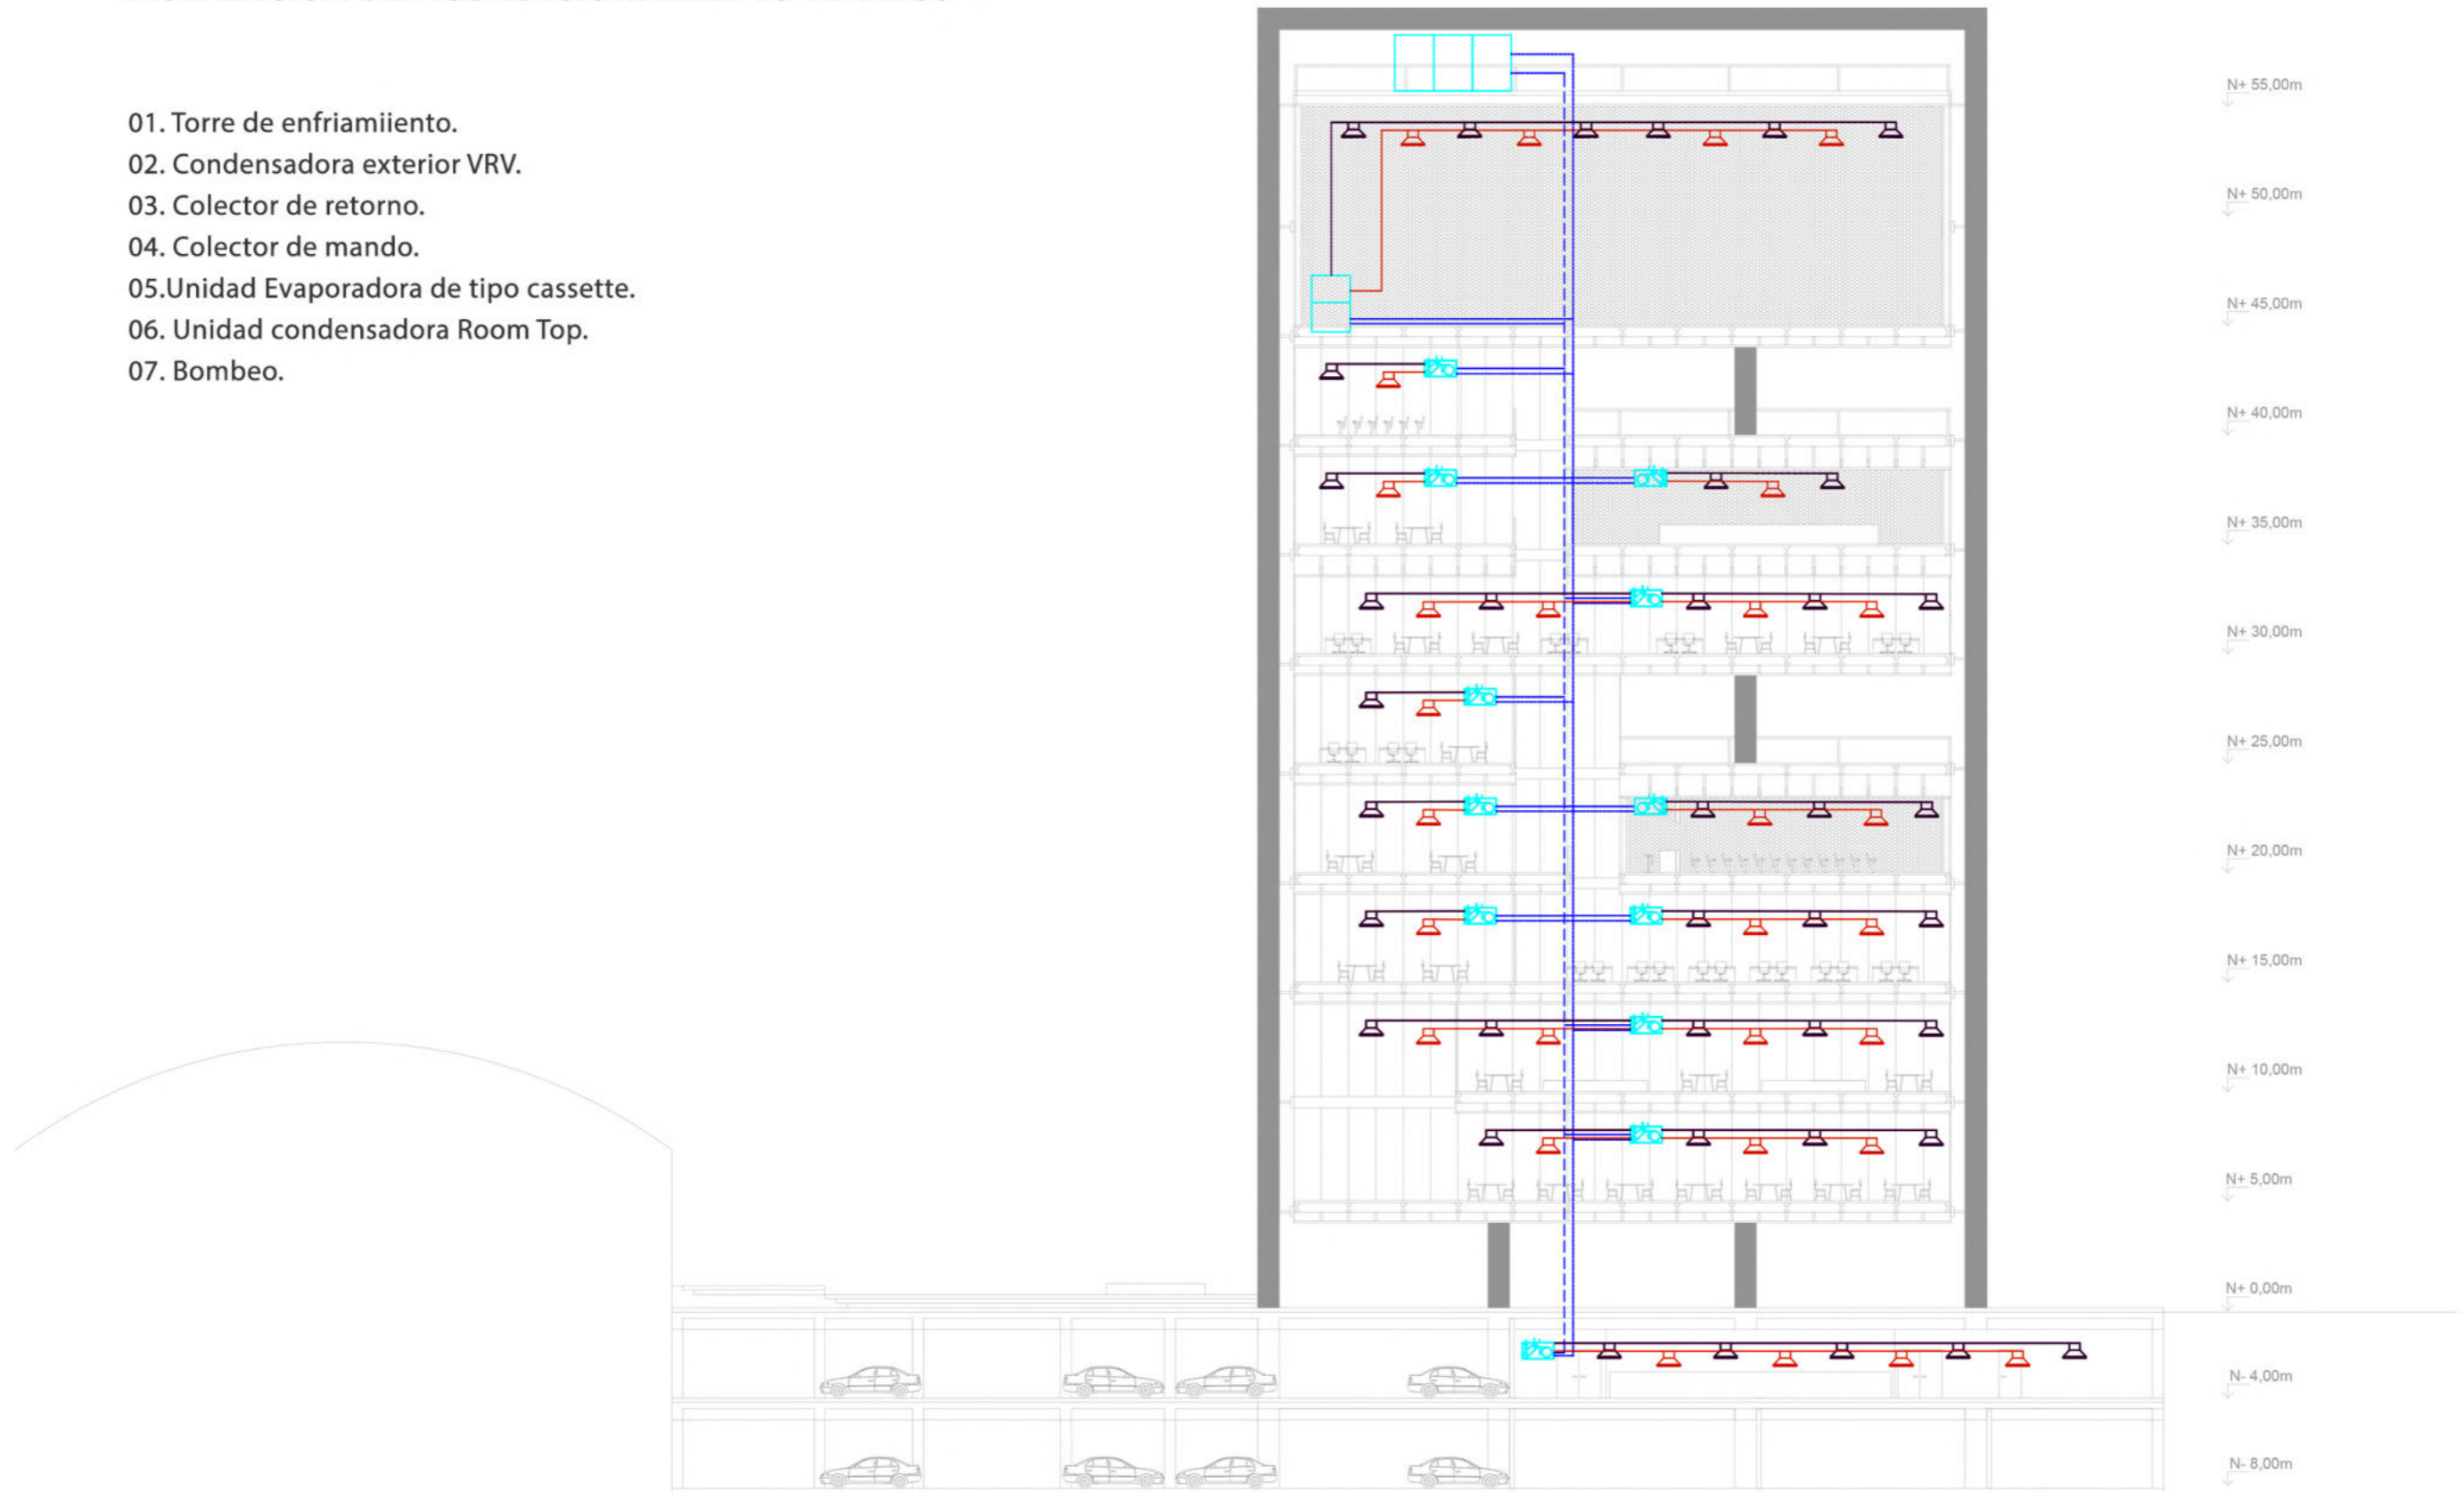 01. Torre de enfriamiiento.
02. Condensadora exterior VRV.
03. Colector de retorno.
04. Colector de mando.
05.Unidad Evaporadora de tipo cassette.
06. Unidad condensadora Room Top.
07. Bombeo.
N+ 55,00m
N+ 50,00m
N+ 45,00m
N+ 40,00m
N+ 35,00m
N+ 30,00m
N+ 25,00m
N+ 20,00m
N+ 15,00m
N+ 10,00m
N+ 5,00m
N+ 0,00m
N- 4,00m
N- 8,00m